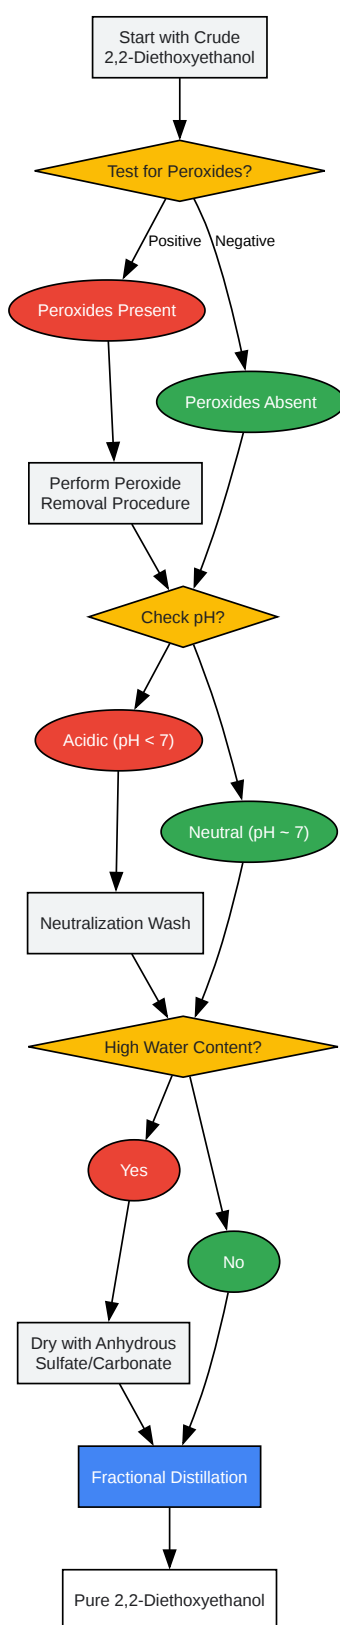 Start with Crude
2,2-Diethoxyethanol
Test for Peroxides?
Positive
Negative
Peroxides Present
Peroxides Absent
Perform Peroxide
Removal Procedure
Check pH?
Acidic (pH < 7)
Neutral (pH ~ 7)
Neutralization Wash
High Water Content?
Yes
No
Dry with Anhydrous
Sulfate/Carbonate
Fractional Distillation
Pure 2,2-Diethoxyethanol